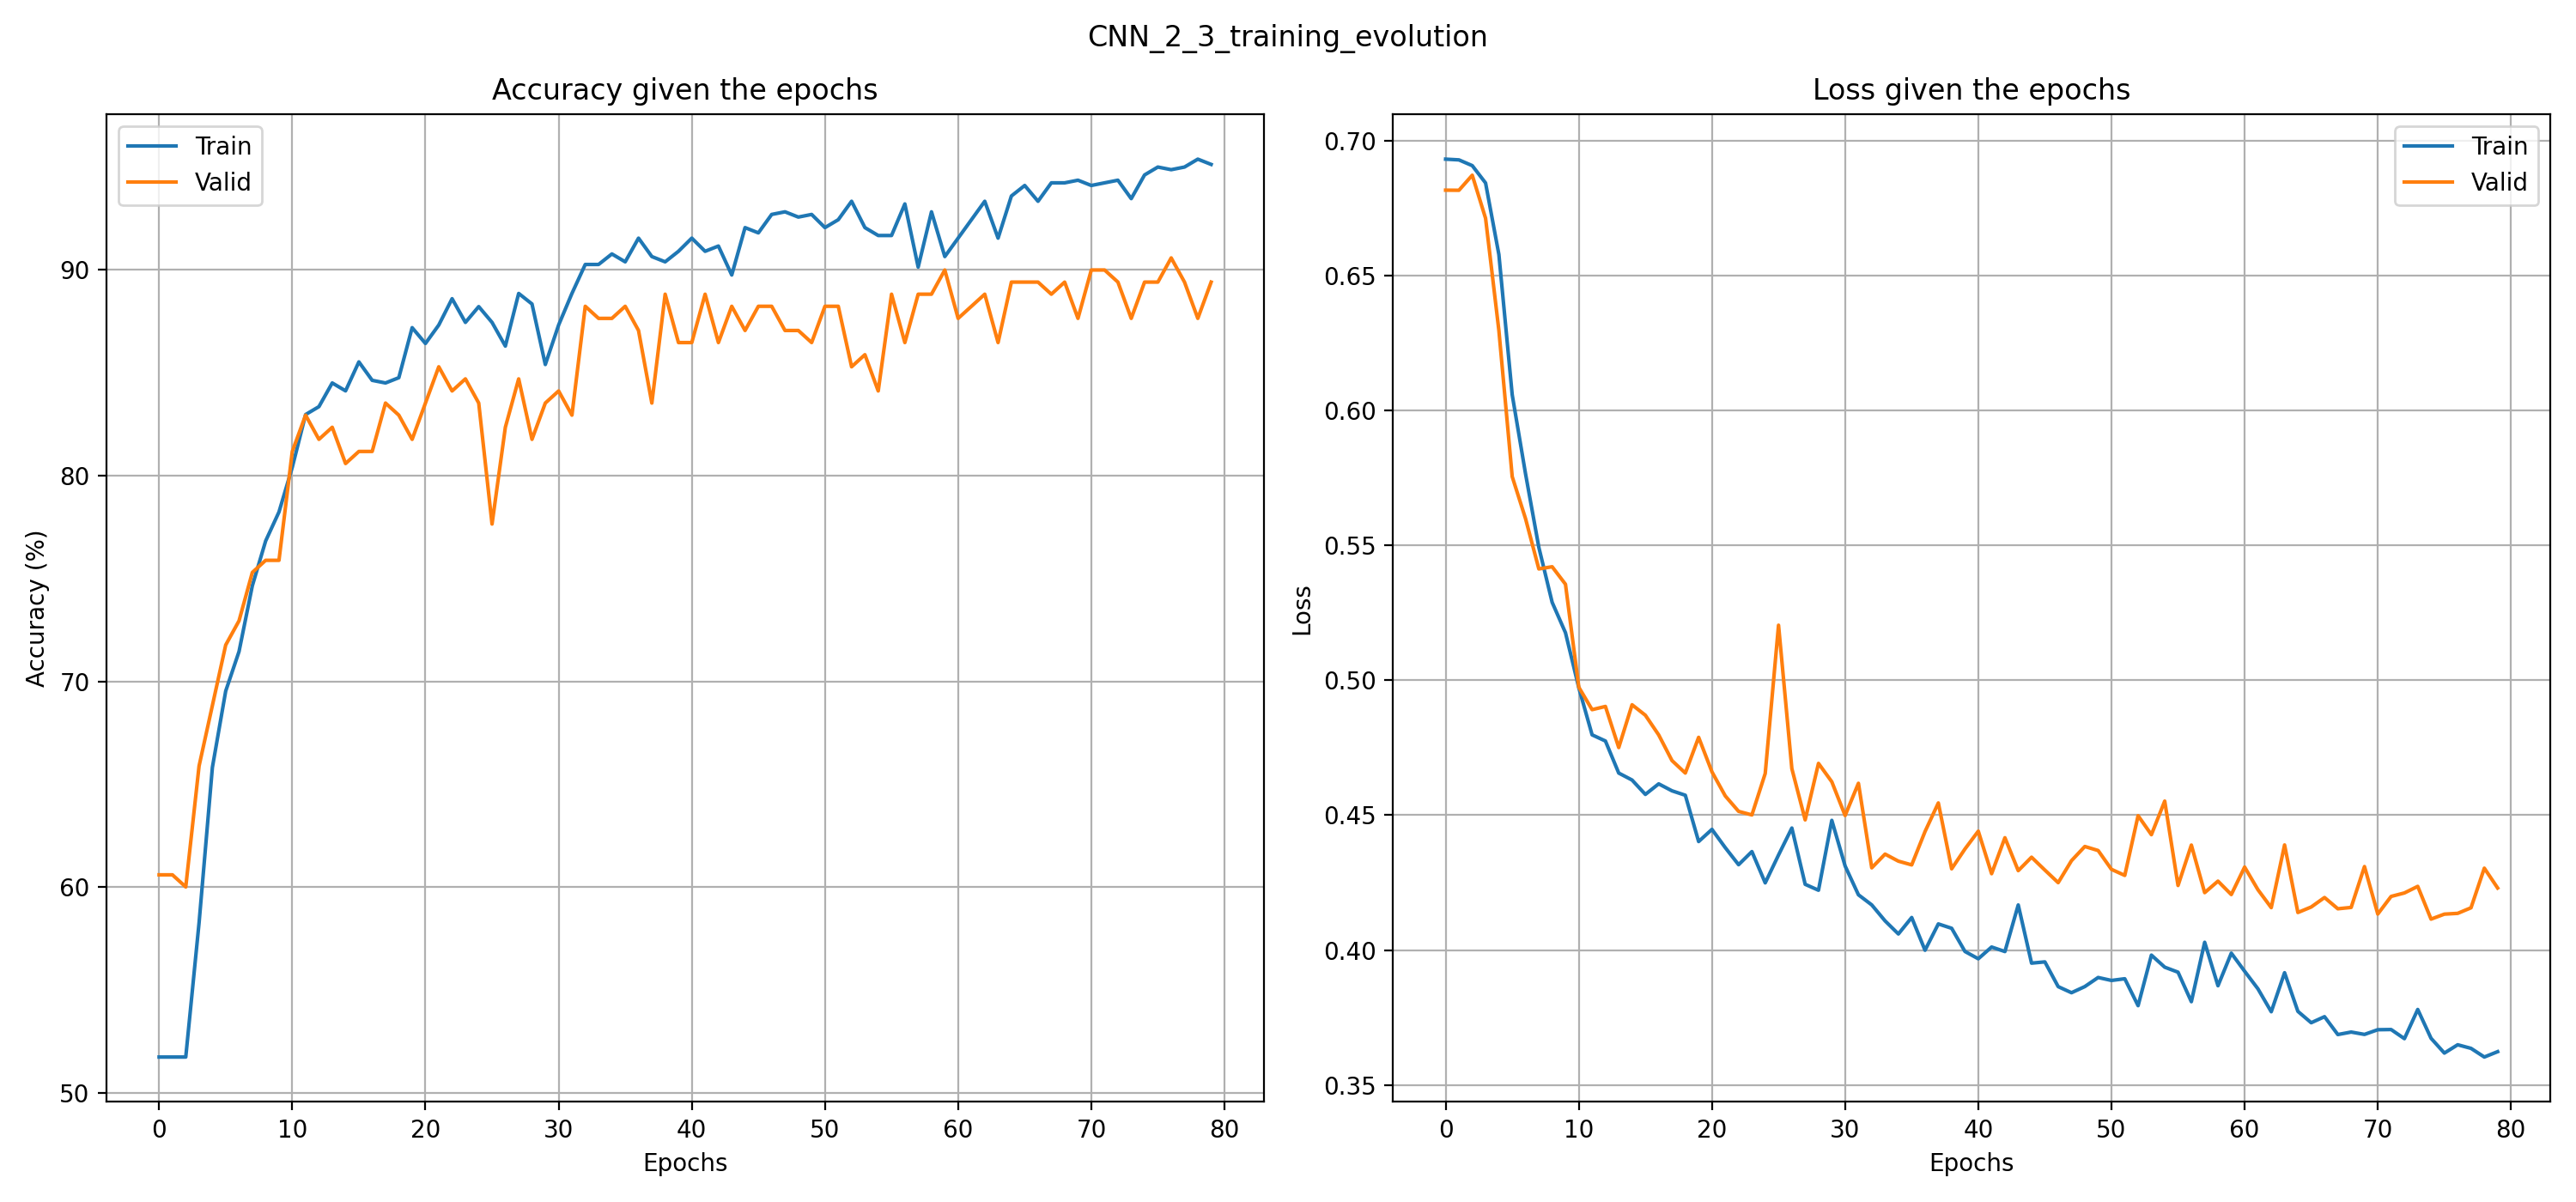 CNN_2_3_training_evolution
Accuracy given the epochs
Train
Valid
Accuracy (%)
90
80
70
60
50
0 10 20 30 40 50 60 70 80
Epochs
Loss given the epochs
Train
Valid
Loss
0.70
0.65
0.60
0.55
0.50
0.45
0.40
0.35
0 10 20 30 40 50 60 70 80
Epochs